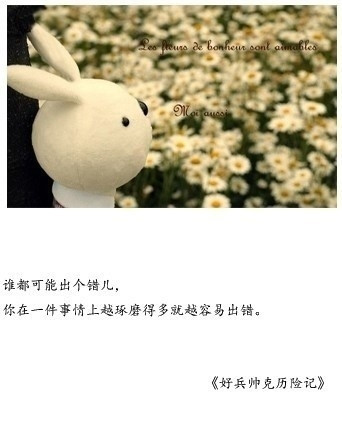 Les fleurs de bonheur sont aimables
Moi aussi
谁都可能出个错儿，
你在一件事情上越琢磨得多就越容易出错。
《好兵帅克历险记》